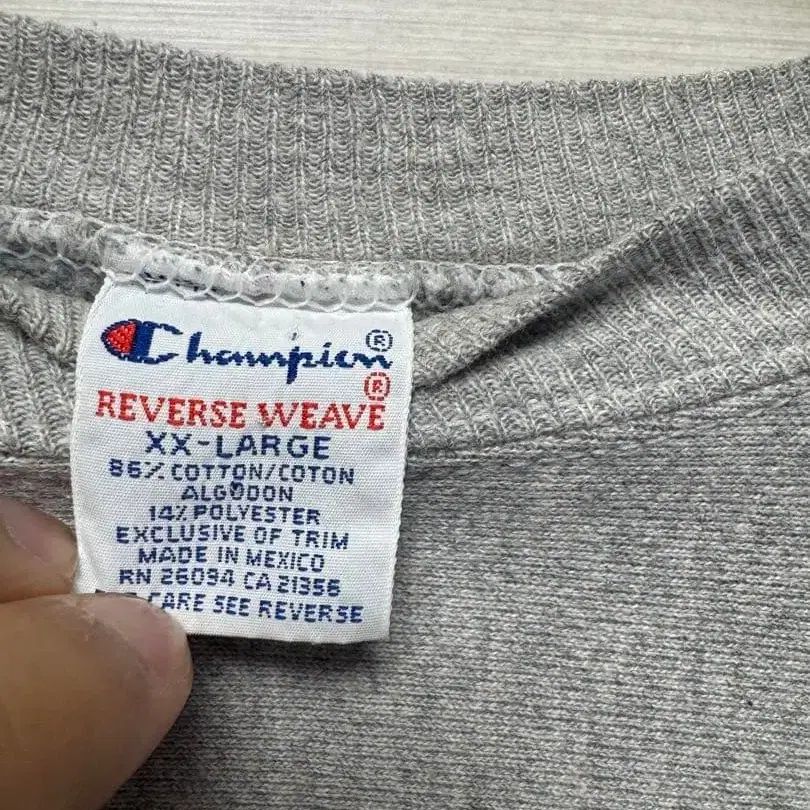 Champion®
®
REVERSE WEAVE
XX-LARGE
86% COTTON/COTON
ALGODON
14% POLYESTER
EXCLUSIVE OF TRIM
MADE IN MEXICO
RN 26094 CA 21356
CARE SEE REVERSE